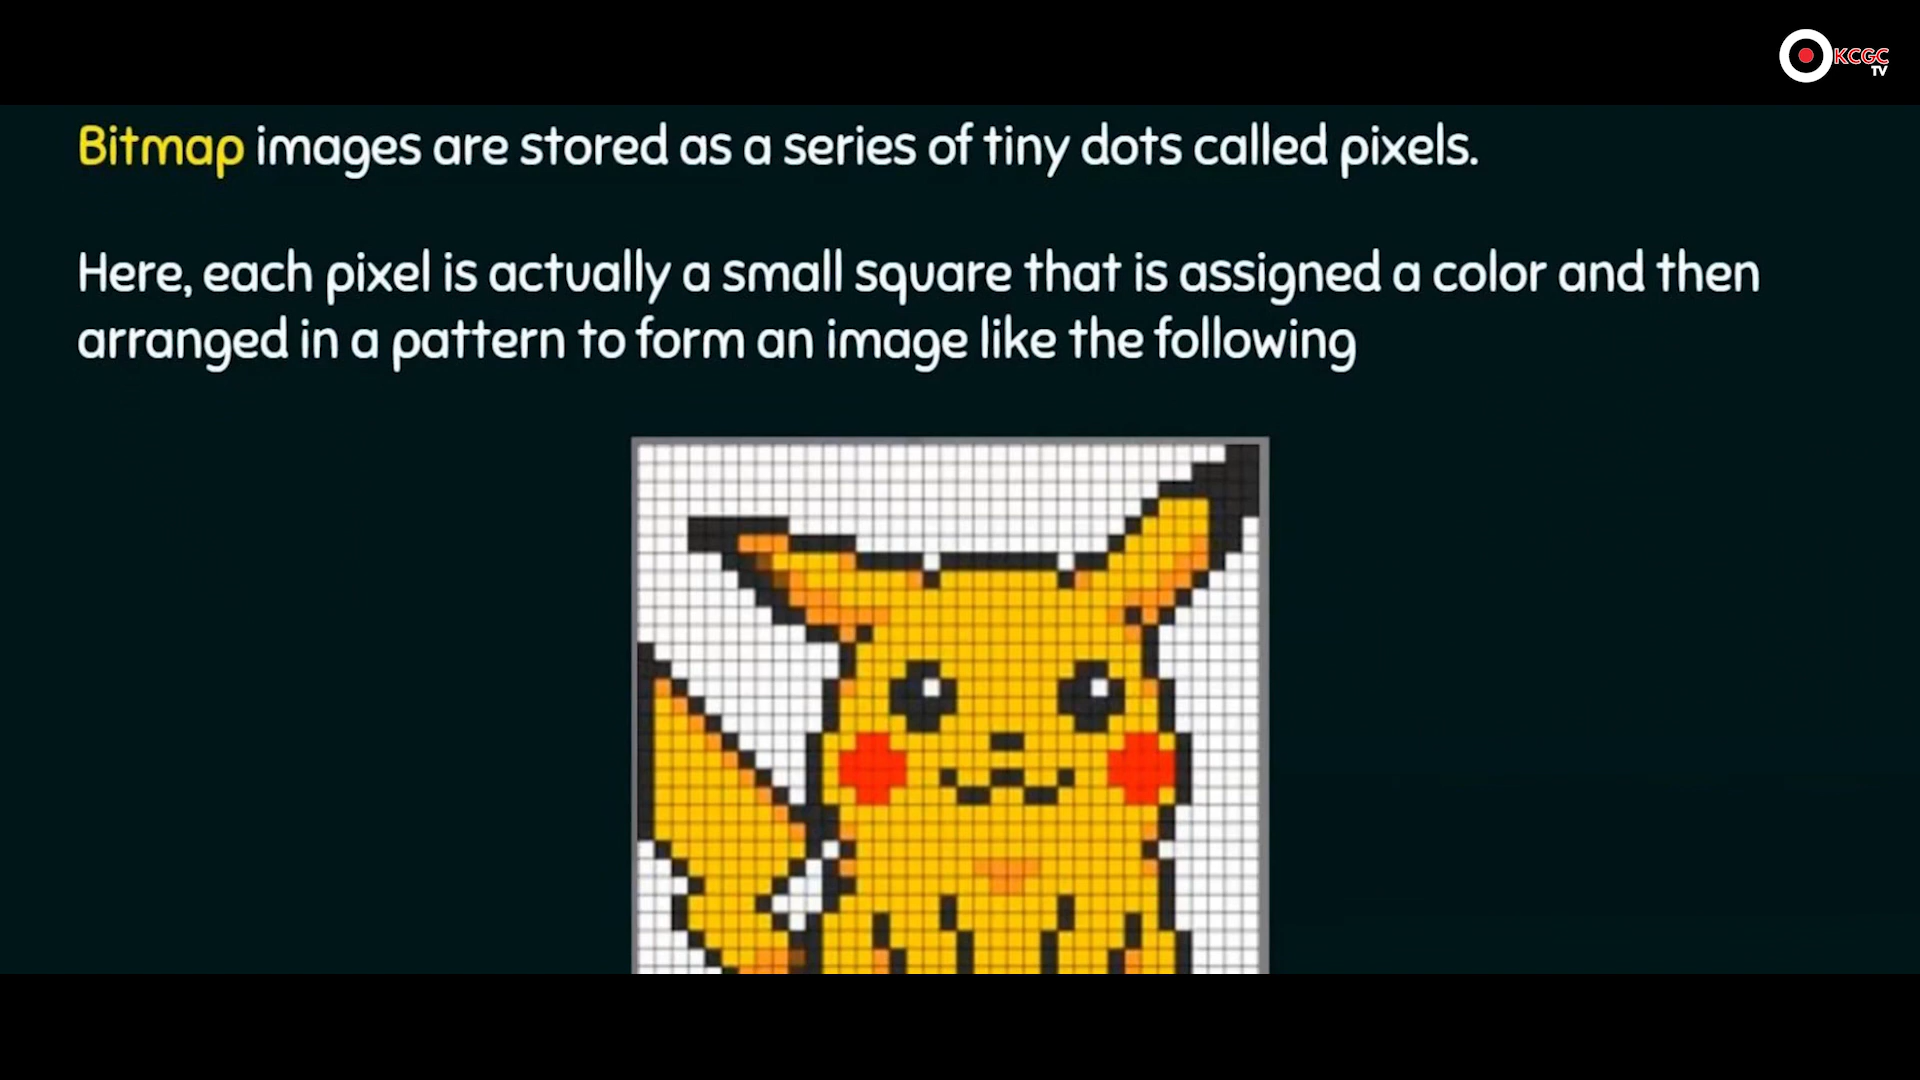 KCGC
TV
Bitmap images are stored as a series of tiny dots called pixels.
Here, each pixel is actually a small square that is assigned a color and then
arranged in a pattern to form an image like the following